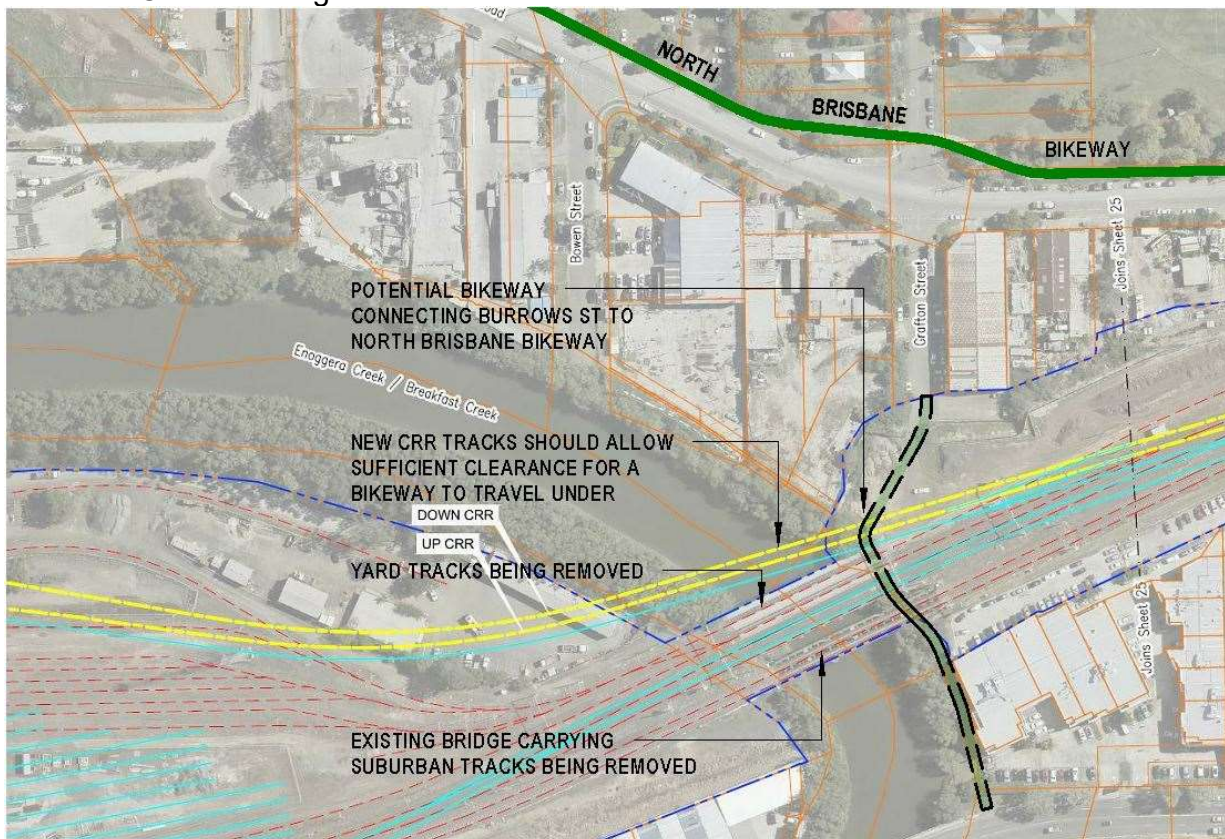 oad
NORTH
BRISBANE
BIKEWAY
Bowen Street
Grafton Street
Joins Sheet 25
POTENTIAL BIKEWAY
CONNECTING BURROWS ST TO
NORTH BRISBANE BIKEWAY
Enoggera Creek / Breakfast Creek
NEW CRR TRACKS SHOULD ALLOW
SUFFICIENT CLEARANCE FOR A
BIKEWAY TO TRAVEL UNDER
DOWN CRR
UP CRR
YARD TRACKS BEING REMOVED
Joins Sheet 25
EXISTING BRIDGE CARRYING
SUBURBAN TRACKS BEING REMOVED